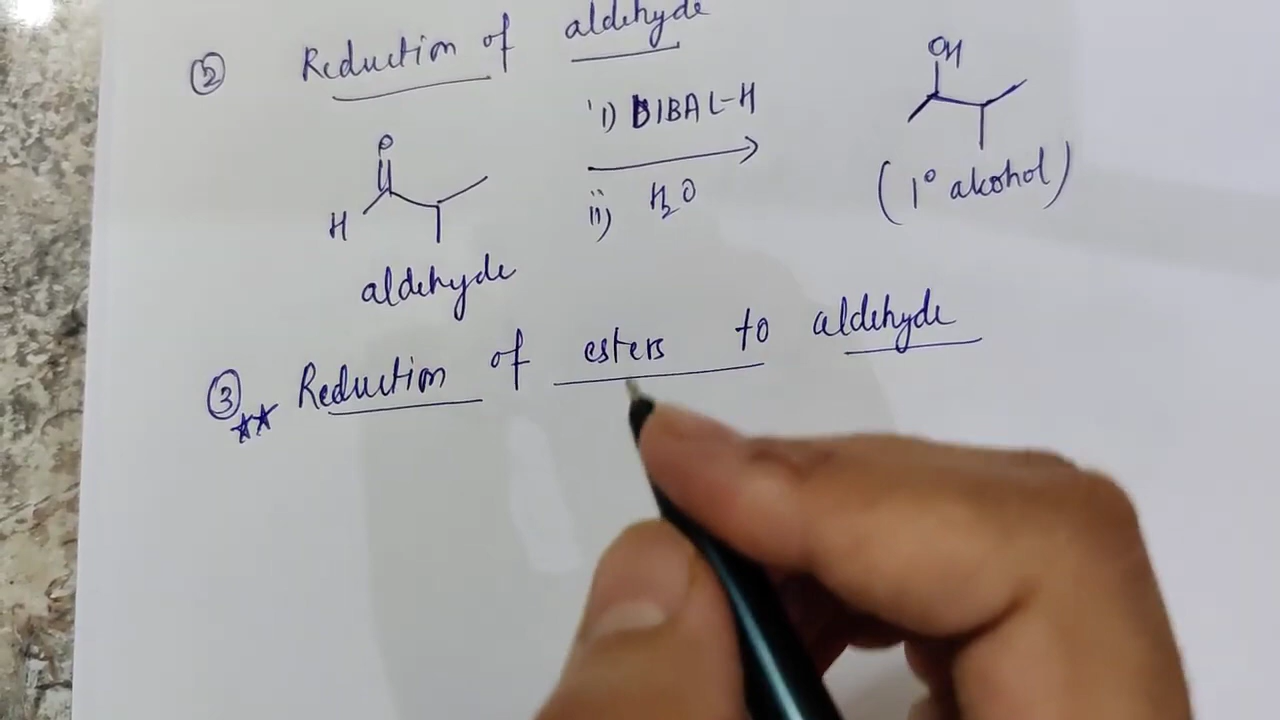 ② Reduction of aldehyde
i) DIBAL-H
ii) H₂O
O
H
aldehyde
OH
(1° alcohol)
③ ** Reduction of esters to aldehyde